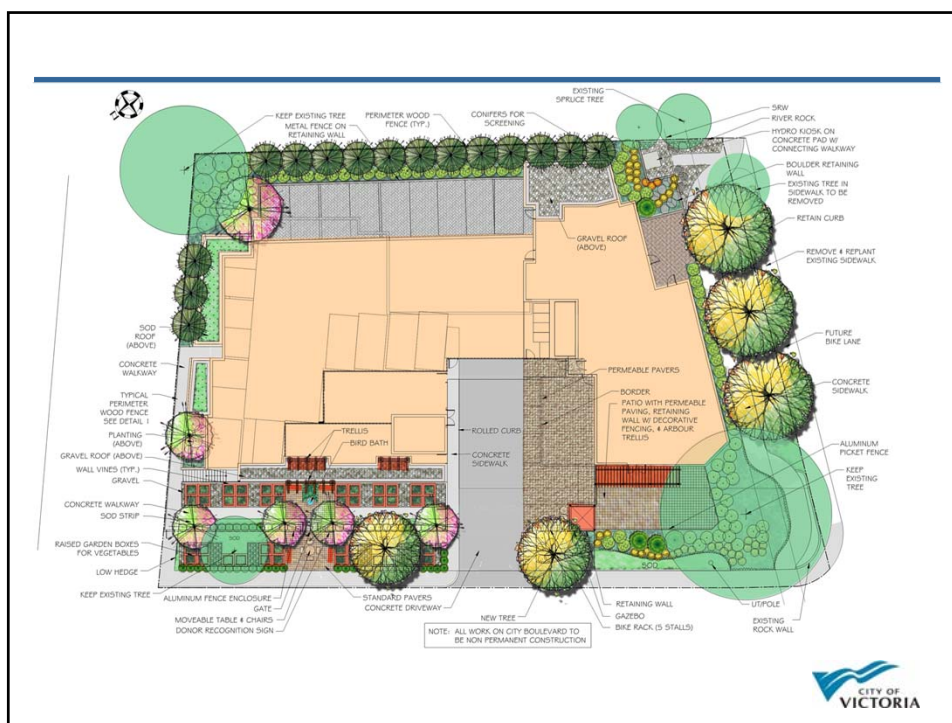 KEEP EXISTING TREE
METAL FENCE ON
RETAINING WALL
PERIMETER WOOD
FENCE (TYP.)
CONIFERS FOR
SCREENING
EXISTING
SPRUCE TREE
SRW
RIVER ROCK
HYDRO KIOSK ON
CONCRETE PAD W/
CONNECTING WALKWAY
BOULDER RETAINING
WALL
EXISTING TREE IN
SIDEWALK TO BE
REMOVED
RETAIN CURB
GRAVEL ROOF
(ABOVE)
REMOVE & REPLANT
EXISTING SIDEWALK
SOD
ROOF
(ABOVE)
CONCRETE
WALKWAY
TYPICAL
PERIMETER
WOOD FENCE
SEE DETAIL 1
PLANTING
(ABOVE)
GRAVEL ROOF (ABOVE)
WALL VINES (TYP.)
GRAVEL
CONCRETE WALKWAY
SOD STRIP
RAISED GARDEN BOXES
FOR VEGETABLES
LOW HEDGE
KEEP EXISTING TREE
TRELLIS
BIRD BATH
ROLLED CURB
CONCRETE
SIDEWALK
PERMEABLE PAVERS
BORDER
PATIO WITH PERMEABLE
PAVING, RETAINING
WALL W/ DECORATIVE
FENCING, & ARBOUR
TRELLIS
FUTURE
BIKE LANE
CONCRETE
SIDEWALK
ALUMINUM
PICKET FENCE
KEEP
EXISTING
TREE
SOD
SOD
ALUMINUM FENCE ENCLOSURE
GATE
MOVEABLE TABLE & CHAIRS
DONOR RECOGNITION SIGN
STANDARD PAVERS
CONCRETE DRIVEWAY
NEW TREE
RETAINING WALL
GAZEBO
BIKE RACK (5 STALLS)
UT/POLE
EXISTING
ROCK WALL
NOTE: ALL WORK ON CITY BOULEVARD TO
BE NON PERMANENT CONSTRUCTION
CITY OF
VICTORIA